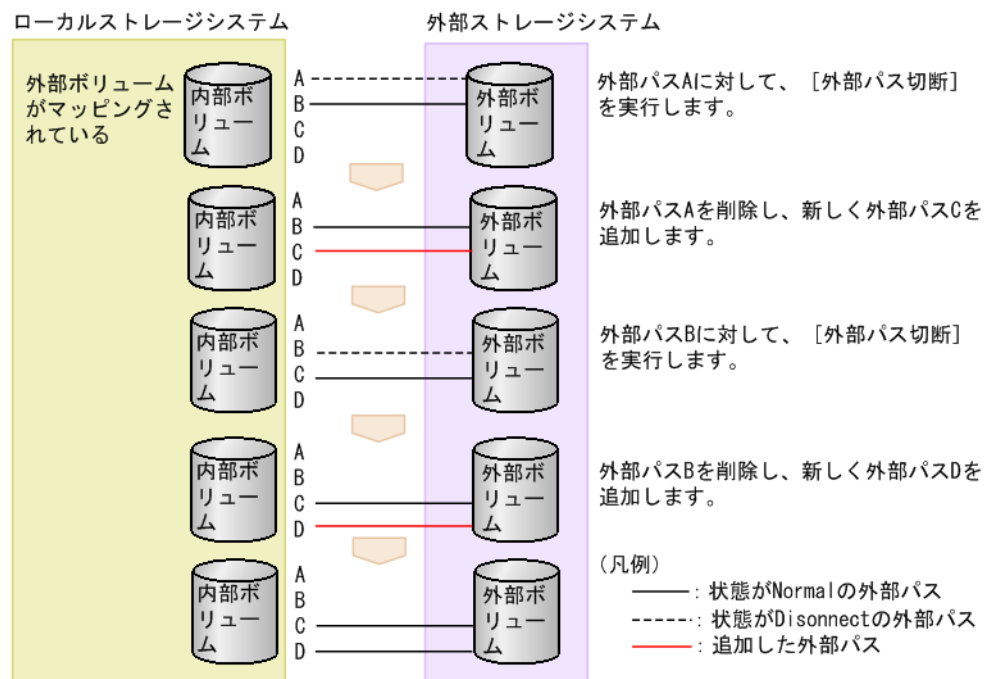 ローカルストレージシステム
外部ストレージシステム
外部ボリューム
がマッピングさ
れている
内部ボ
リュー
ム
A
B
C
D
外部ボ
リュー
ム
外部パスAに対して、［外部パス切断］
を実行します。
内部ボ
リュー
ム
A
B
C
D
外部ボ
リュー
ム
外部パスAを削除し、新しく外部パスCを
追加します。
内部ボ
リュー
ム
A
B
C
D
外部ボ
リュー
ム
外部パスBに対して、［外部パス切断］
を実行します。
内部ボ
リュー
ム
A
B
C
D
外部ボ
リュー
ム
外部パスBを削除し、新しく外部パスDを
追加します。
内部ボ
リュー
ム
A
B
C
D
外部ボ
リュー
ム
(凡例)
：状態がNormalの外部パス
：状態がDisonnectの外部パス
：追加した外部パス